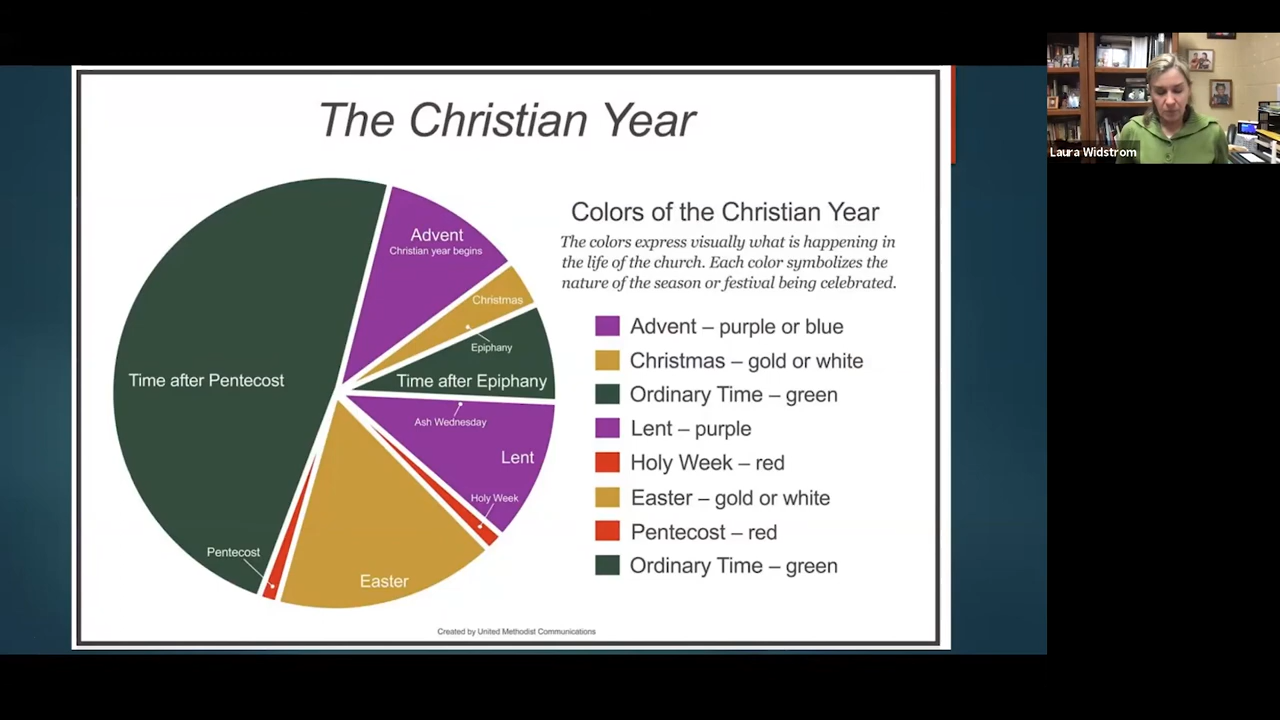 The Christian Year
Advent
Christian year begins
Christmas
Epiphany
Time after Epiphany
Ash Wednesday
Lent
Holy Week
Easter
Pentecost
Time after Pentecost
Colors of the Christian Year
The colors express visually what is happening in
the life of the church. Each color symbolizes the
nature of the season or festival being celebrated.
Advent – purple or blue
Christmas – gold or white
Ordinary Time – green
Lent – purple
Holy Week – red
Easter – gold or white
Pentecost – red
Ordinary Time – green
Created by United Methodist Communications
Laura Widstrom